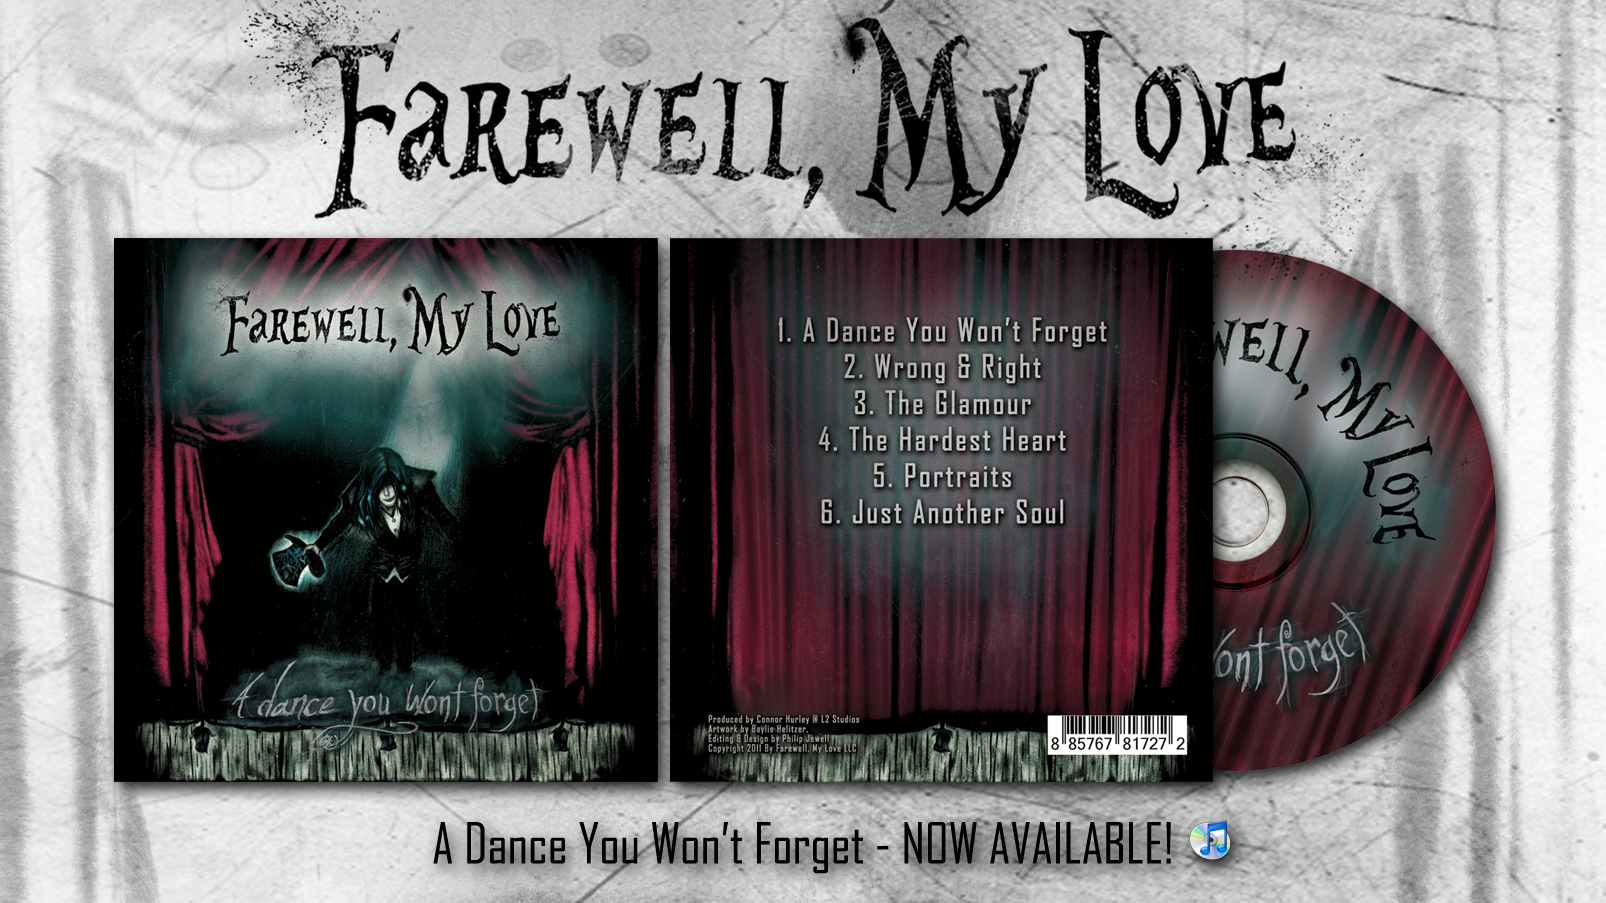 Farewell, My Love
Farewell, My Love
A dance you Wont forget
1. A Dance You Won't Forget
2. Wrong & Right
3. The Glamour
4. The Hardest Heart
5. Portraits
6. Just Another Soul
Produced by Connor Hurley @ L2 Studios
Artwork by Baylie Helitzer,
Editing & Design by Philip Jewell
Copyright 2011 By Farewell, My Love LLC
8 85767 81727 2
well, My Love
Wont forget
A Dance You Won't Forget - NOW AVAILABLE!